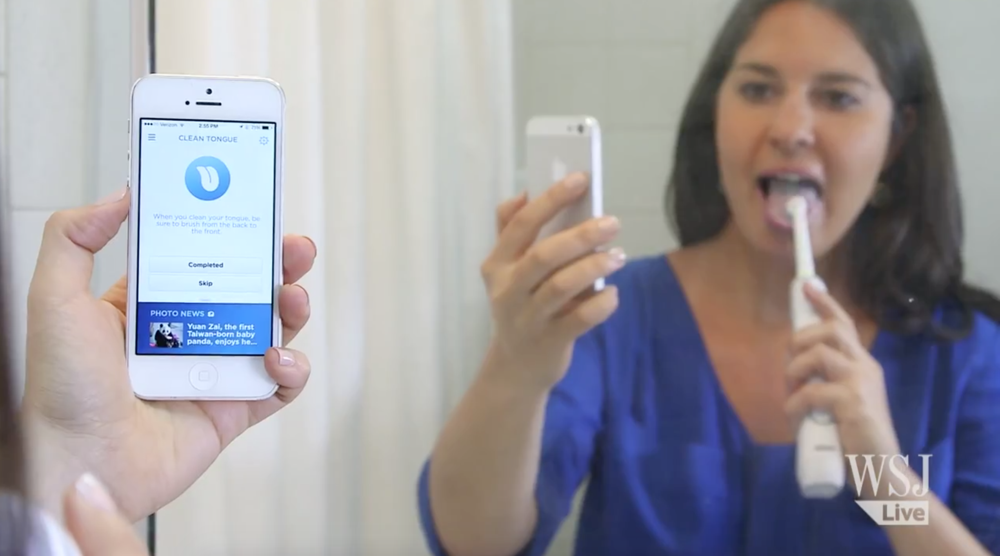 Verizon 2:55 PM
CLEAN TONGUE
When you clean your tongue, be
sure to brush from the back to
the front.
Completed
Skip
PHOTO NEWS
Yuan Zai, the first
Taiwan-born baby
panda, enjoys he...
WSJ
Live